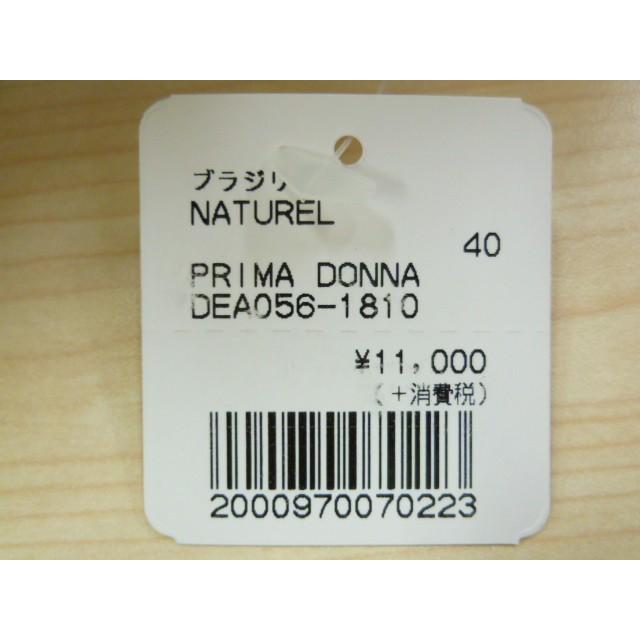 ブラジリ
NATUREL
40
PRIMA DONNA
DEA056-1810
¥11,000
(+消費税)
2000970070223